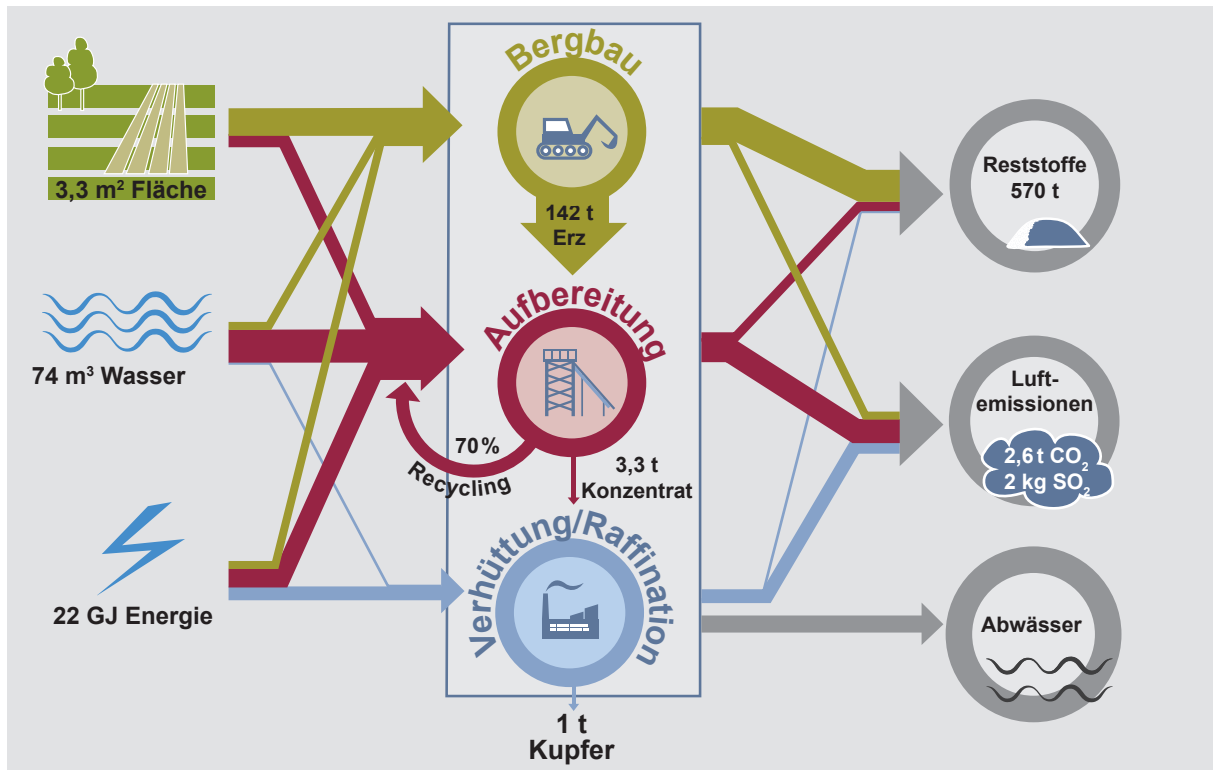 3,3 m² Fläche
74 m³ Wasser
22 GJ Energie
Bergbau
142 t
Erz
Aufbereitung
70%
Recycling
3,3 t
Konzentrat
Verhüttung/Raffination
1 t
Kupfer
Reststoffe
570 t
Luft-
emissionen
2,6 t CO₂
2 kg SO₂
Abwässer